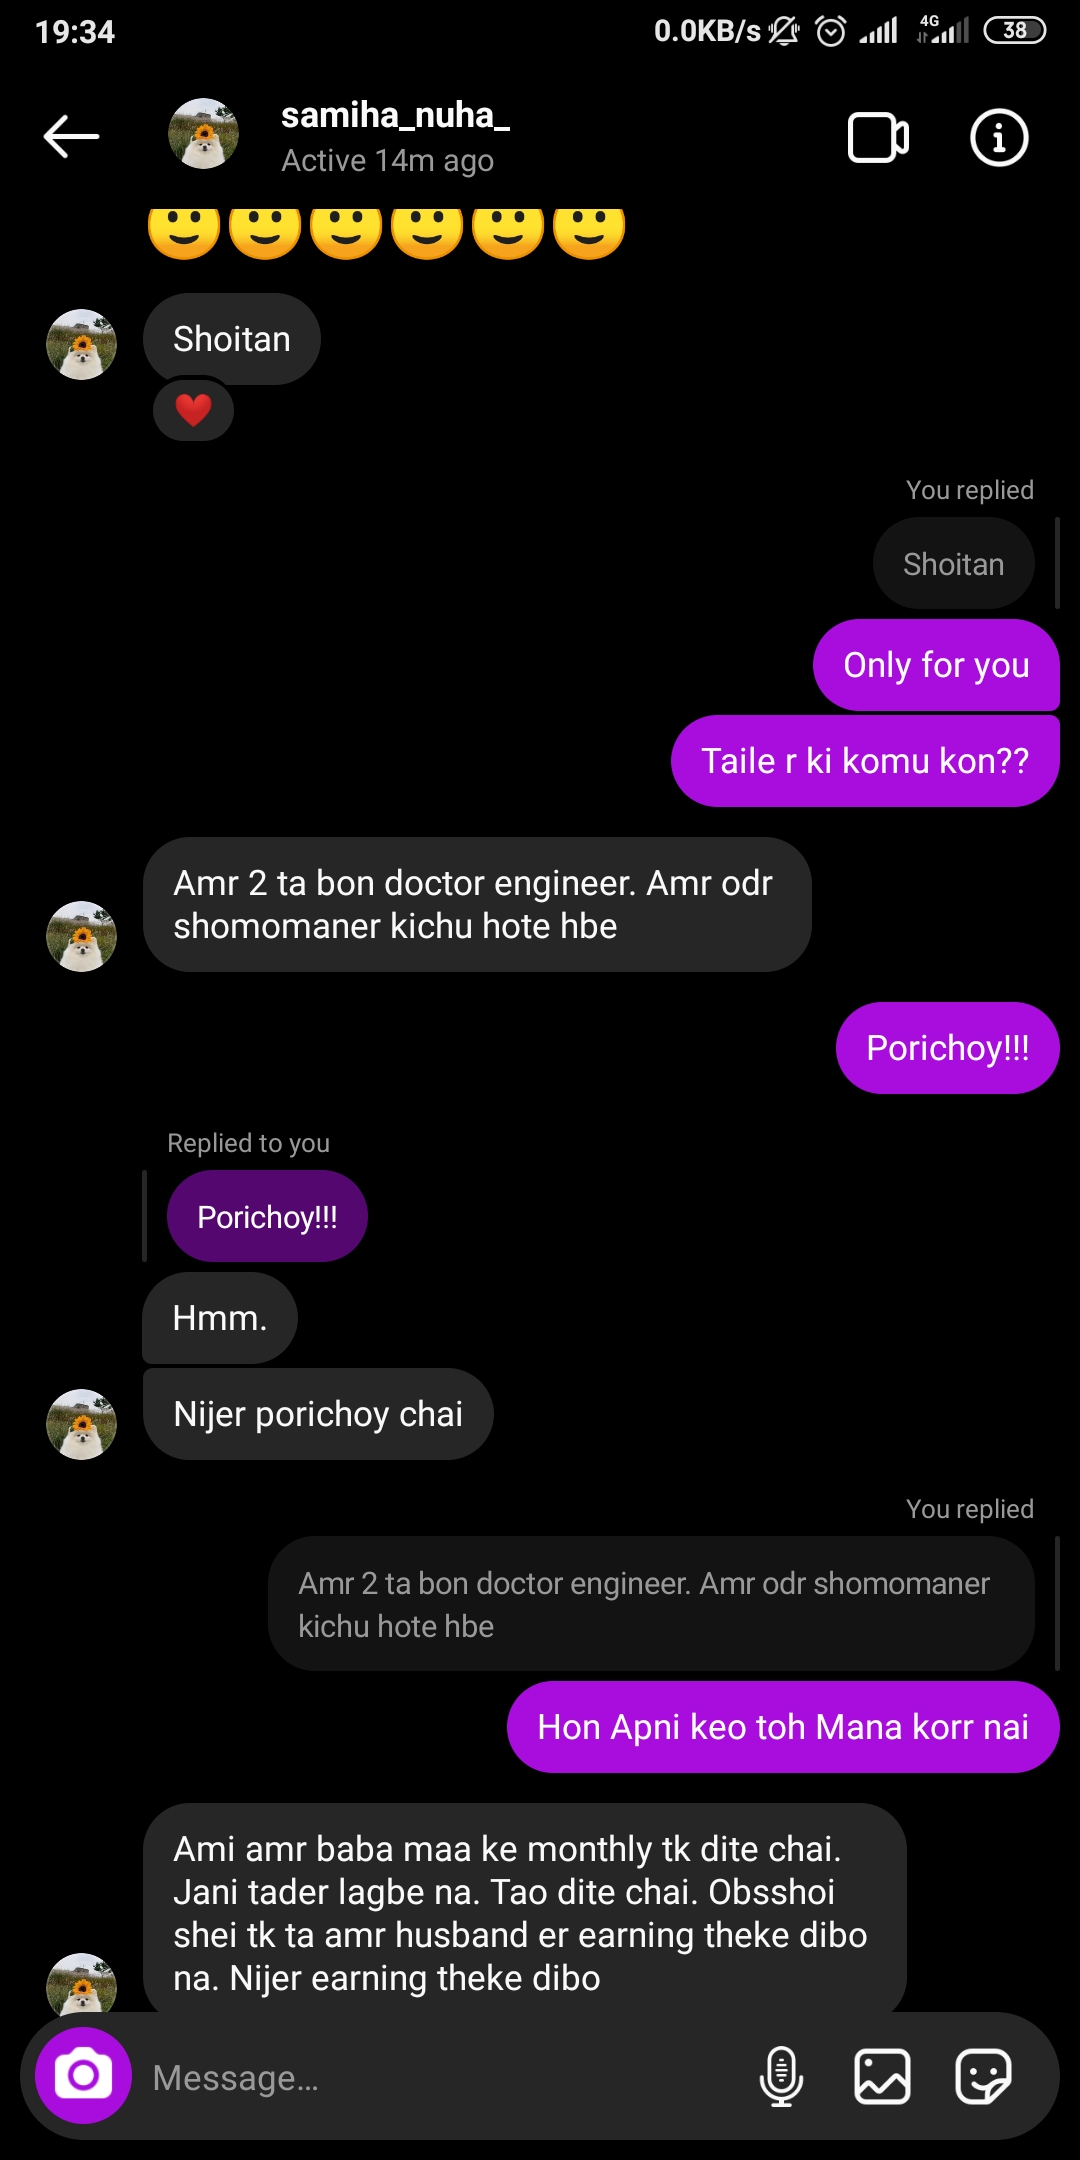 19:34
0.0KB/s
4G
38
samiha_nuha_
Active 14m ago
Shoitan
You replied
Shoitan
Only for you
Taile r ki komu kon??
Amr 2 ta bon doctor engineer. Amr odr
shomomaner kichu hote hbe
Porichoy!!!
Replied to you
Porichoy!!!
Hmm.
Nijer porichoy chai
You replied
Amr 2 ta bon doctor engineer. Amr odr shomomaner
kichu hote hbe
Hon Apni keo toh Mana korr nai
Ami amr baba maa ke monthly tk dite chai.
Jani tader lagbe na. Tao dite chai. Obsshoi
shei tk ta amr husband er earning theke dibo
na. Nijer earning theke dibo
Message...